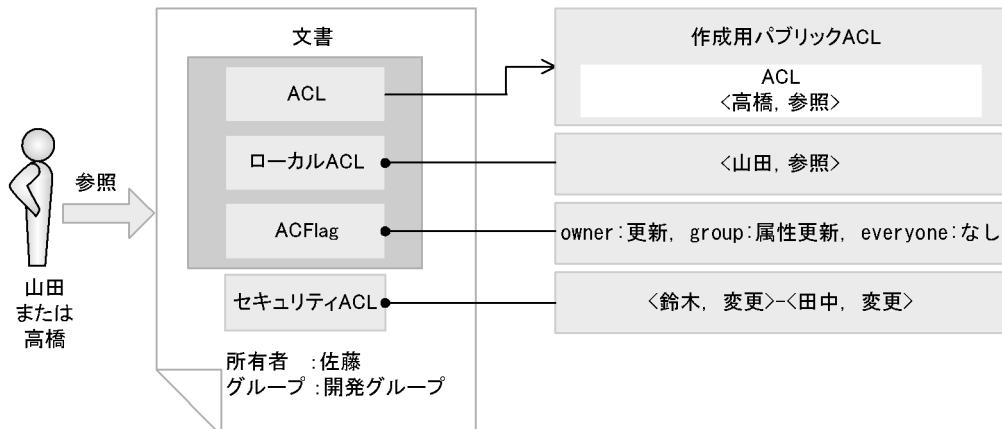 文書
作成用パブリックACL
ACL
ACL
<高橋, 参照>
ローカルACL
<山田, 参照>
参照
ACFlag
owner:更新, group:属性更新, everyone:なし
山田
または
高橋
セキュリティACL
<鈴木, 変更>-<田中, 変更>
所有者 :佐藤
グループ :開発グループ